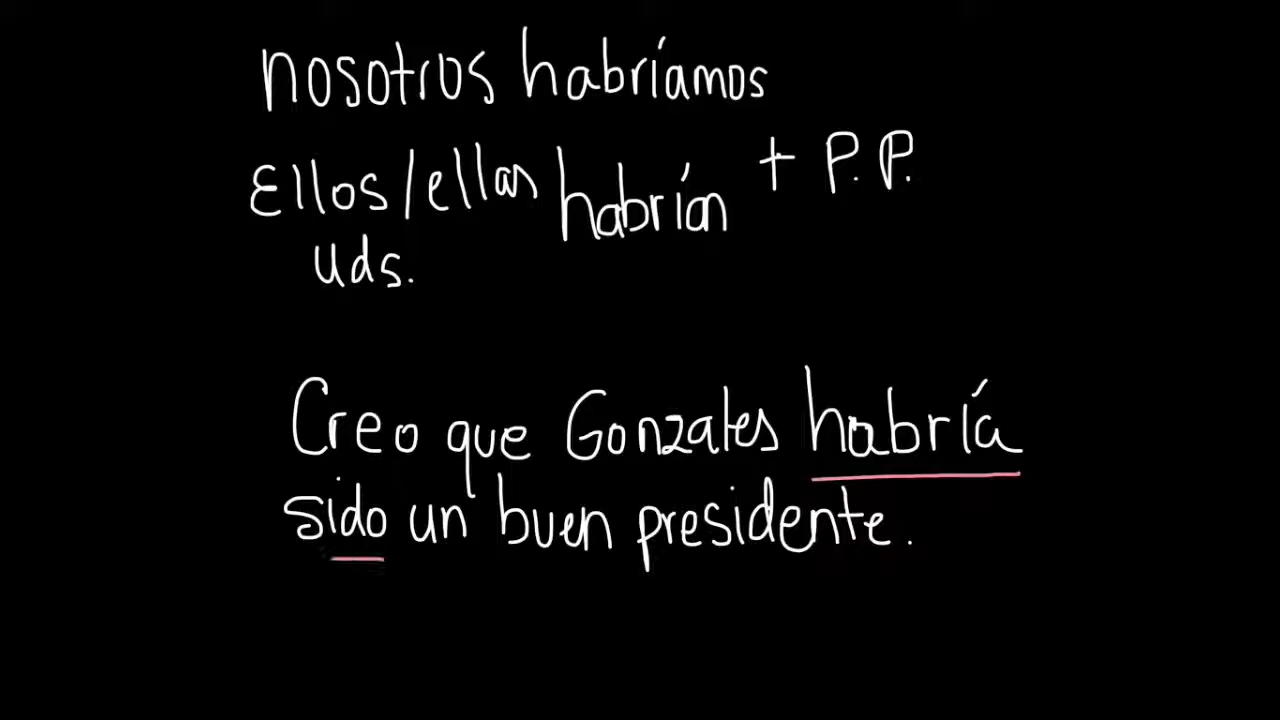 nosotros habríamos
Ellos/ellas habrían + P.P.
Uds.
Creo que Gonzales habría
sido un buen presidente.